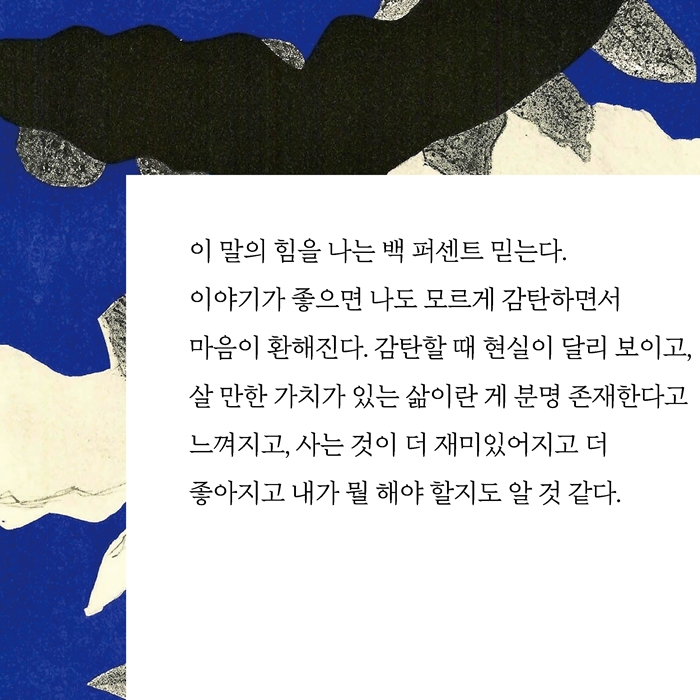 이 말의 힘을 나는 백 퍼센트 믿는다.
이야기가 좋으면 나도 모르게 감탄하면서
마음이 환해진다. 감탄할 때 현실이 달리 보이고,
살 만한 가치가 있는 삶이란 게 분명 존재한다고
느껴지고, 사는 것이 더 재미있어지고 더
좋아지고 내가 뭘 해야 할지도 알 것 같다.